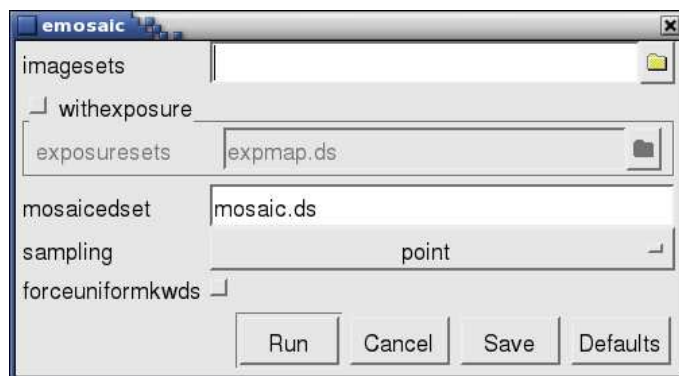 emosaic
imagesets
withexposure
exposuresets expmap.ds
mosaicedset mosaic.ds
sampling point
forceuniformkwds
Run Cancel Save Defaults